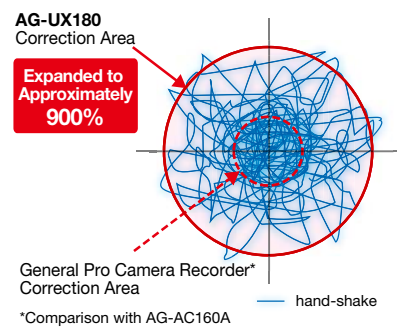 AG-UX180
Correction Area
Expanded to
Approximately
900%
General Pro Camera Recorder*
Correction Area
hand-shake
*Comparison with AG-AC160A